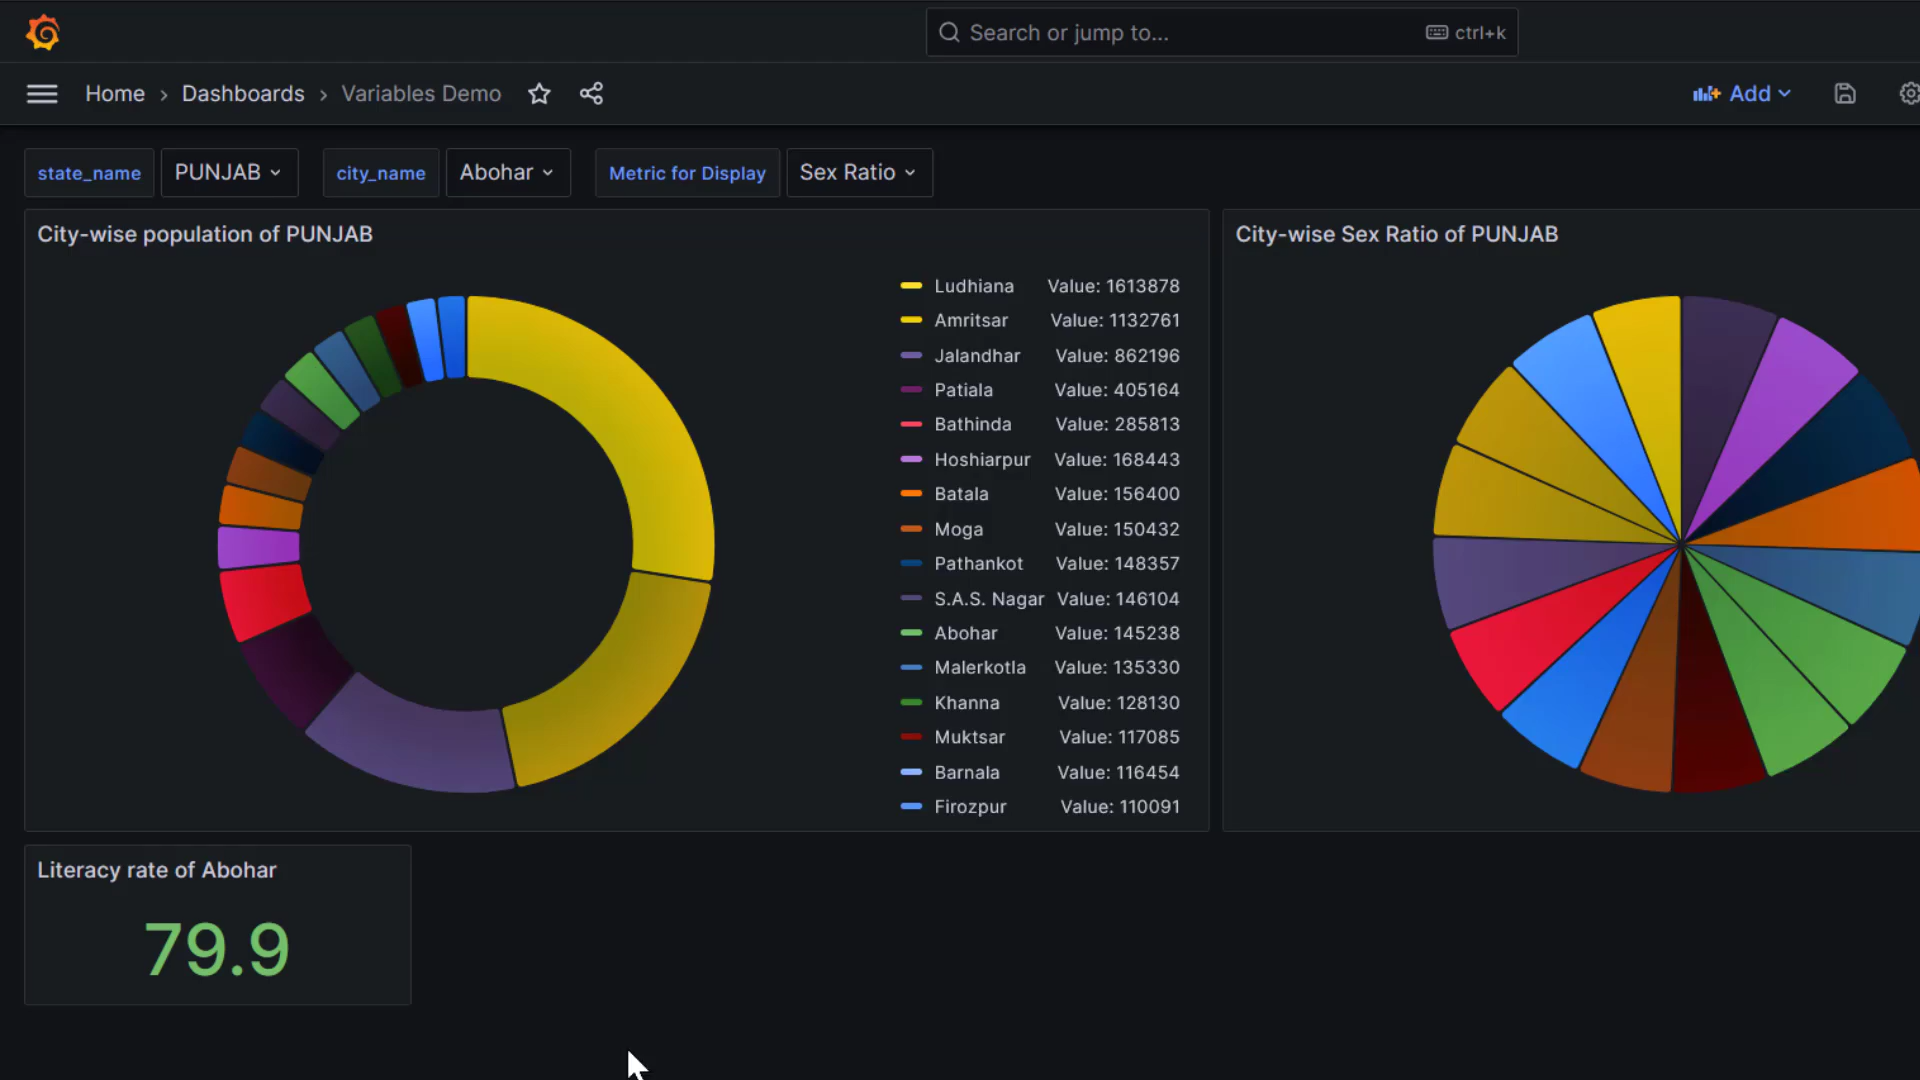 Search or jump to... ctrl+k
Home › Dashboards › Variables Demo Add
state_name PUNJAB city_name Abohar Metric for Display Sex Ratio
City-wise population of PUNJAB
Ludhiana Value: 1613878
Amritsar Value: 1132761
Jalandhar Value: 862196
Patiala Value: 405164
Bathinda Value: 285813
Hoshiarpur Value: 168443
Batala Value: 156400
Moga Value: 150432
Pathankot Value: 148357
S.A.S. Nagar Value: 146104
Abohar Value: 145238
Malerkotla Value: 135330
Khanna Value: 128130
Muktsar Value: 117085
Barnala Value: 116454
Firozpur Value: 110091
City-wise Sex Ratio of PUNJAB
Literacy rate of Abohar
79.9